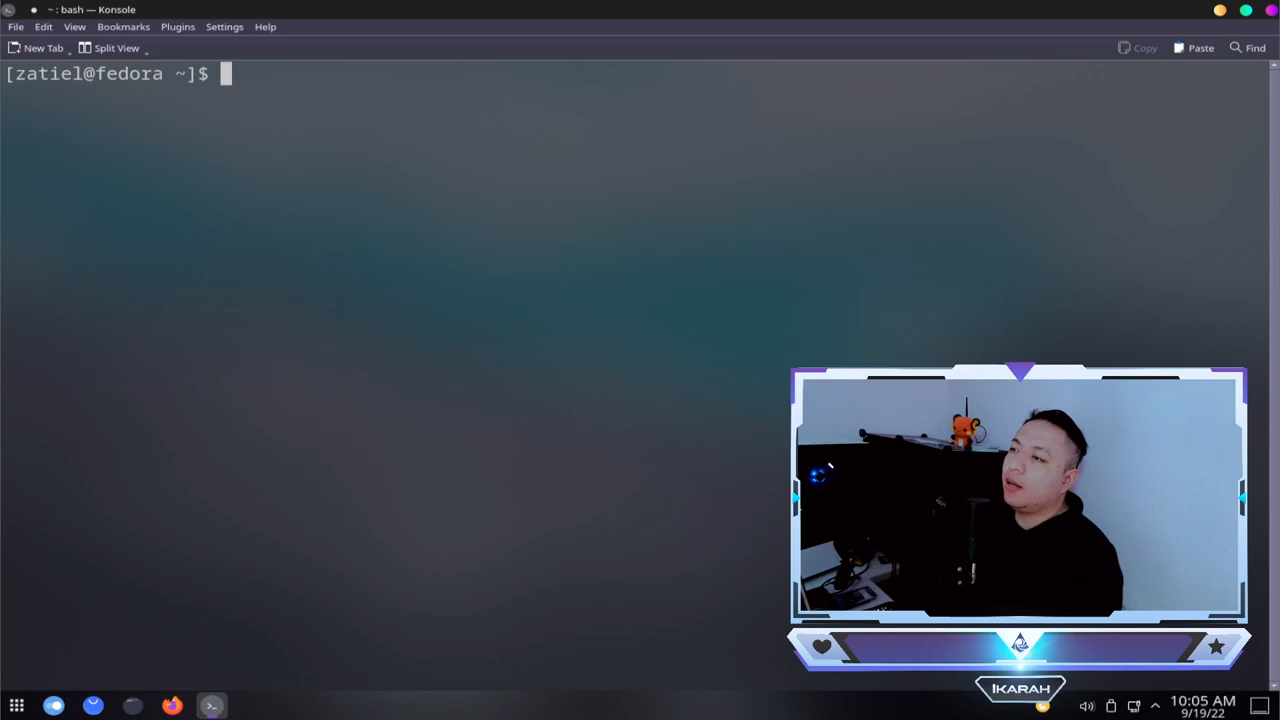 ~ : bash — Konsole
File Edit View Bookmarks Plugins Settings Help
New Tab Split View Copy Paste Find
[zatiel@fedora ~]$
IKARAH
10:05 AM
9/19/22